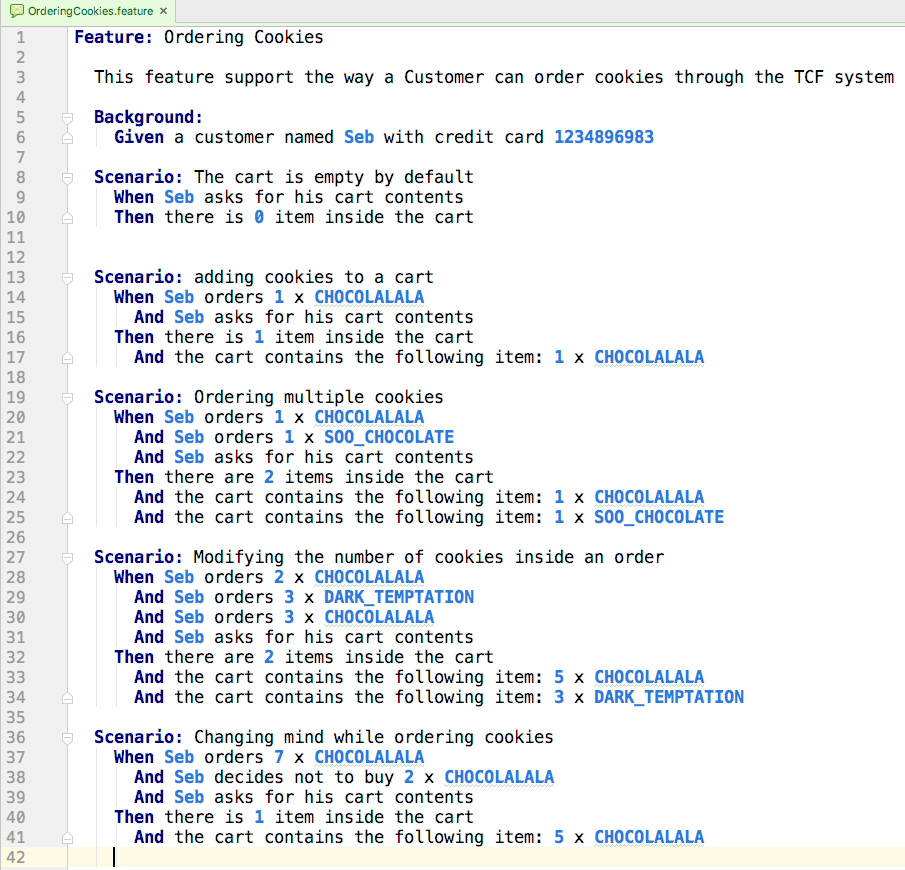 OrderingCookies.feature ×
1 Feature: Ordering Cookies
2
3 This feature support the way a Customer can order cookies through the TCF system
4
5 Background:
6 Given a customer named Seb with credit card 1234896983
7
8 Scenario: The cart is empty by default
9 When Seb asks for his cart contents
10 Then there is 0 item inside the cart
11
12
13 Scenario: adding cookies to a cart
14 When Seb orders 1 x CHOCOLALALA
15 And Seb asks for his cart contents
16 Then there is 1 item inside the cart
17 And the cart contains the following item: 1 x CHOCOLALALA
18
19 Scenario: Ordering multiple cookies
20 When Seb orders 1 x CHOCOLALALA
21 And Seb orders 1 x SOO_CHOCOLATE
22 And Seb asks for his cart contents
23 Then there are 2 items inside the cart
24 And the cart contains the following item: 1 x CHOCOLALALA
25 And the cart contains the following item: 1 x SOO_CHOCOLATE
26
27 Scenario: Modifying the number of cookies inside an order
28 When Seb orders 2 x CHOCOLALALA
29 And Seb orders 3 x DARK_TEMPTATION
30 And Seb orders 3 x CHOCOLALALA
31 And Seb asks for his cart contents
32 Then there are 2 items inside the cart
33 And the cart contains the following item: 5 x CHOCOLALALA
34 And the cart contains the following item: 3 x DARK_TEMPTATION
35
36 Scenario: Changing mind while ordering cookies
37 When Seb orders 7 x CHOCOLALALA
38 And Seb decides not to buy 2 x CHOCOLALALA
39 And Seb asks for his cart contents
40 Then there is 1 item inside the cart
41 And the cart contains the following item: 5 x CHOCOLALALA
42